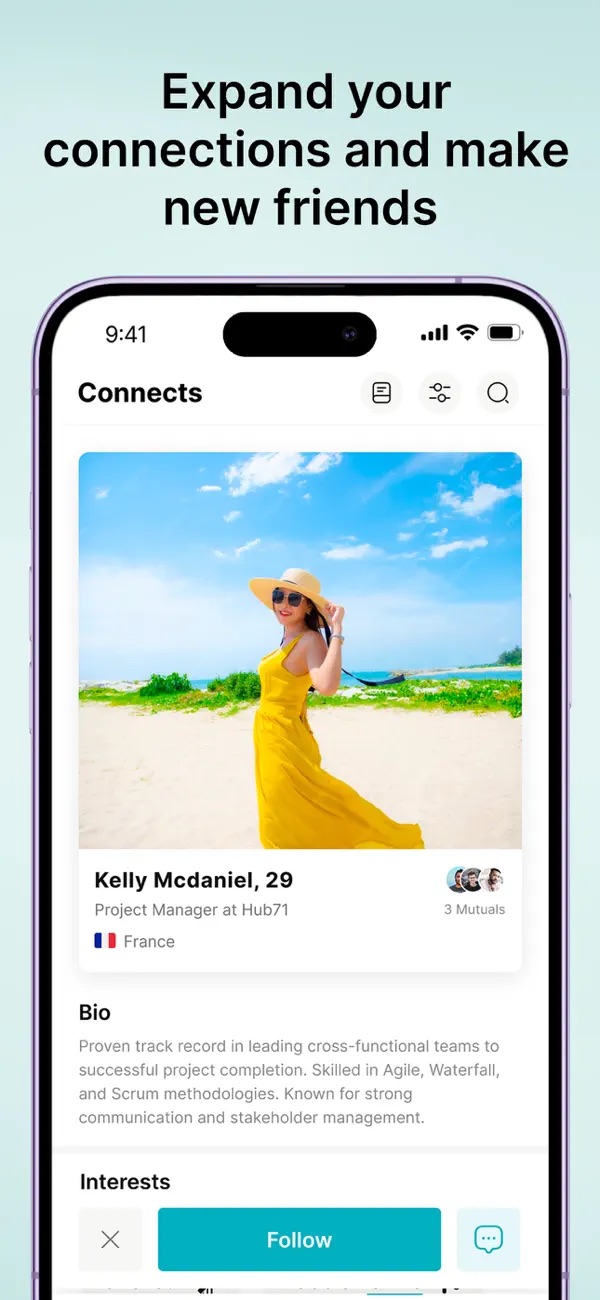 Expand your
connections and make
new friends
9:41
Connects
Kelly Mcdaniel, 29
Project Manager at Hub71
3 Mutuals
France
Bio
Proven track record in leading cross-functional teams to
successful project completion. Skilled in Agile, Waterfall,
and Scrum methodologies. Known for strong
communication and stakeholder management.
Interests
Follow